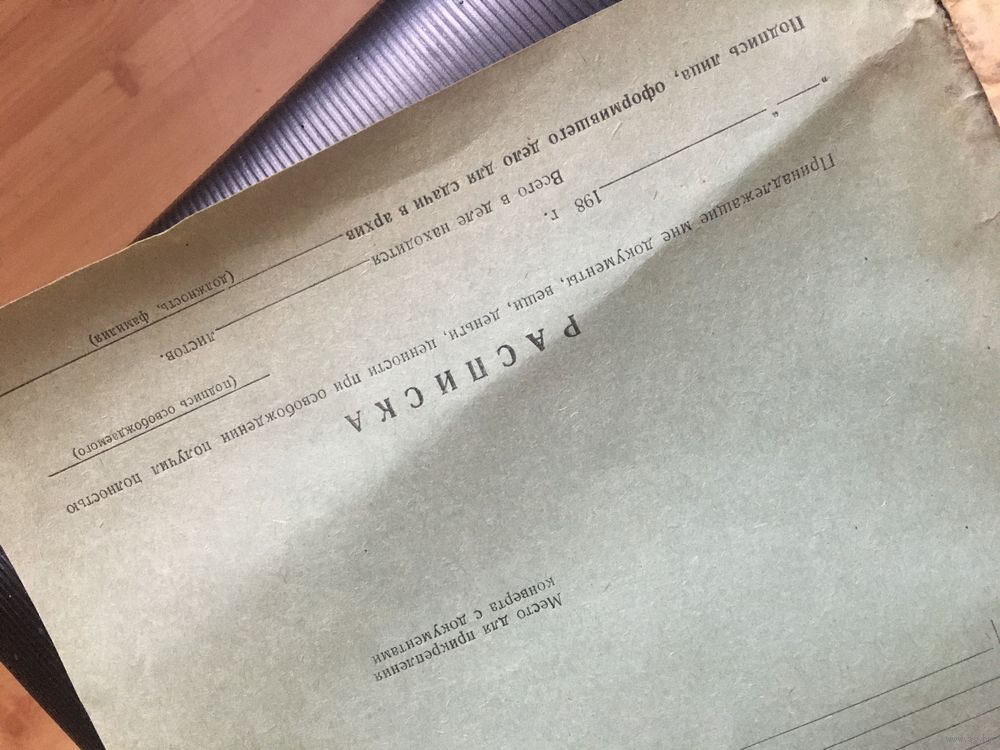 Место для прикрепления
конверта с документами
РАСПИСКА
Принадлежащие мне документы, вещи, деньги, ценности при освобождении получил полностью
„ “ 198 г.
(подпись освобождаемого)
Всего в деле находится листов.
Подпись лица, оформившего дело для сдачи в архив
(должность, фамилия)